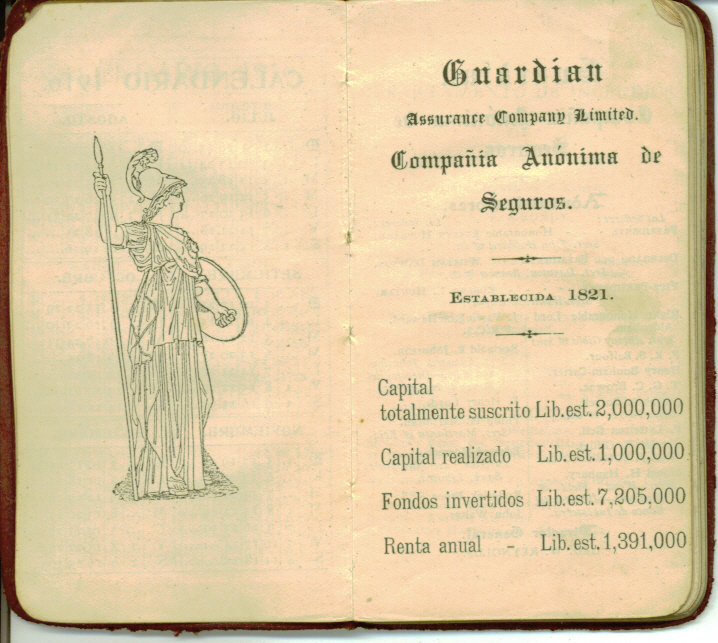 Guardian
Assurance Company Limited.
Compañia Anónima de
Seguros.
ESTABLECIDA 1821.
Capital
totalmente suscrito Lib.est. 2,000,000
Capital realizado Lib.est. 1,000,000
Fondos invertidos Lib.est. 7,205,000
Renta anual - Lib.est. 1,391,000